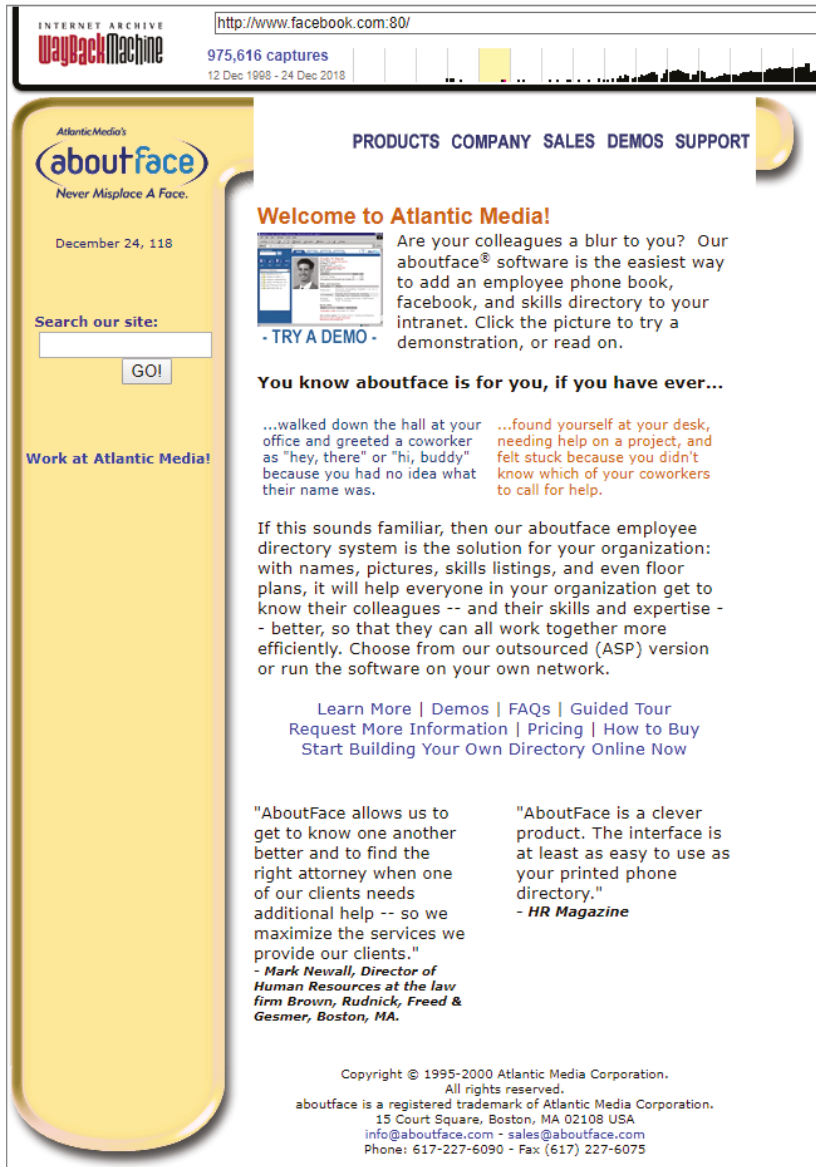 INTERNET ARCHIVE
WayBackMachine
http://www.facebook.com:80/
975,616 captures
12 Dec 1998 - 24 Dec 2018
AtlanticMedia's
aboutface
Never Misplace A Face.
December 24, 118
Search our site:
GO!
Work at Atlantic Media!
PRODUCTS COMPANY SALES DEMOS SUPPORT
Welcome to Atlantic Media!
Are your colleagues a blur to you? Our
aboutface® software is the easiest way
to add an employee phone book,
facebook, and skills directory to your
intranet. Click the picture to try a
demonstration, or read on.
- TRY A DEMO -
You know aboutface is for you, if you have ever...
...walked down the hall at your
office and greeted a coworker
as "hey, there" or "hi, buddy"
because you had no idea what
their name was.
...found yourself at your desk,
needing help on a project, and
felt stuck because you didn't
know which of your coworkers
to call for help.
If this sounds familiar, then our aboutface employee
directory system is the solution for your organization:
with names, pictures, skills listings, and even floor
plans, it will help everyone in your organization get to
know their colleagues -- and their skills and expertise -
- better, so that they can all work together more
efficiently. Choose from our outsourced (ASP) version
or run the software on your own network.
Learn More | Demos | FAQs | Guided Tour
Request More Information | Pricing | How to Buy
Start Building Your Own Directory Online Now
"AboutFace allows us to
get to know one another
better and to find the
right attorney when one
of our clients needs
additional help -- so we
maximize the services we
provide our clients."
- Mark Newall, Director of
Human Resources at the law
firm Brown, Rudnick, Freed &
Gesmer, Boston, MA.
"AboutFace is a clever
product. The interface is
at least as easy to use as
your printed phone
directory."
- HR Magazine
Copyright © 1995-2000 Atlantic Media Corporation.
All rights reserved.
aboutface is a registered trademark of Atlantic Media Corporation.
15 Court Square, Boston, MA 02108 USA
info@aboutface.com - sales@aboutface.com
Phone: 617-227-6090 - Fax (617) 227-6075